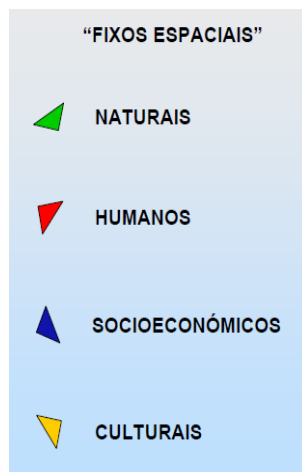 “FIXOS ESPACIAIS”
NATURAIS
HUMANOS
SOCIOECONÓMICOS
CULTURAIS